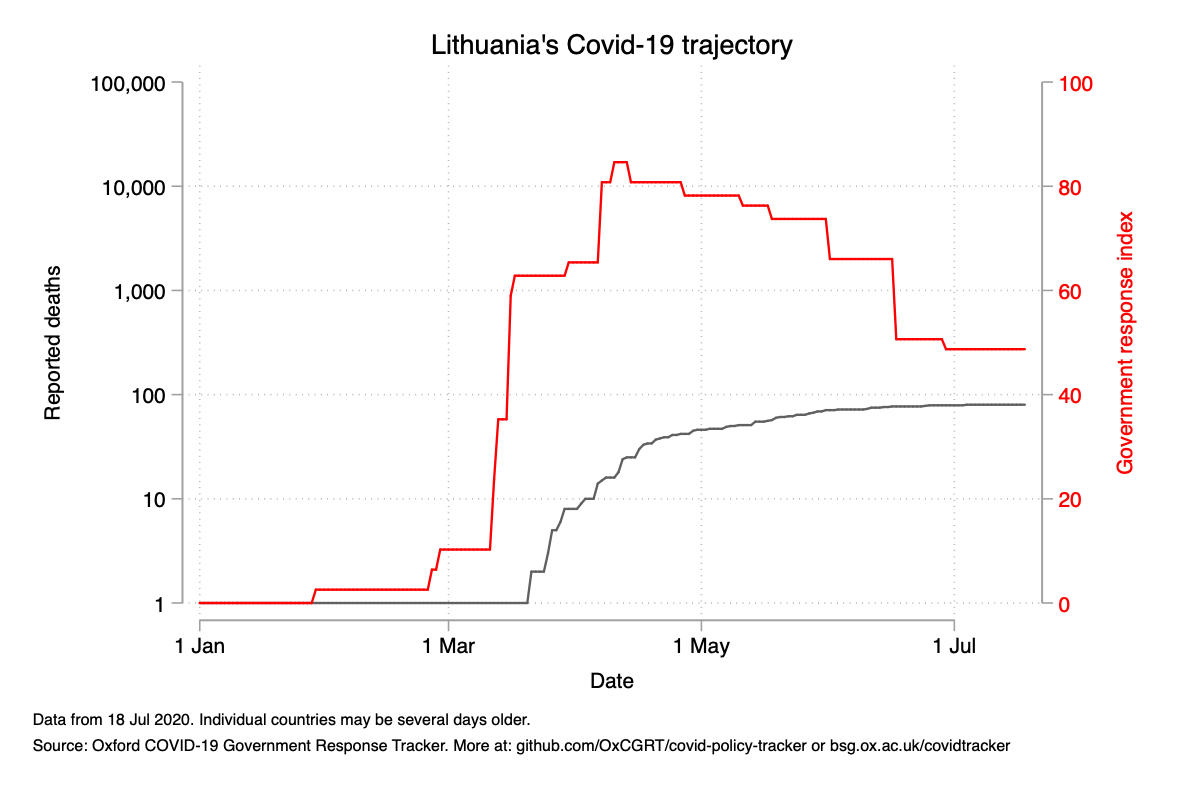 Lithuania's Covid-19 trajectory
100,000
10,000
1,000
100
10
1
Reported deaths
100
80
60
40
20
0
Government response index
1 Jan
1 Mar
1 May
1 Jul
Date
Data from 18 Jul 2020. Individual countries may be several days older.
Source: Oxford COVID-19 Government Response Tracker. More at: github.com/OxCGRT/covid-policy-tracker or bsg.ox.ac.uk/covidtracker